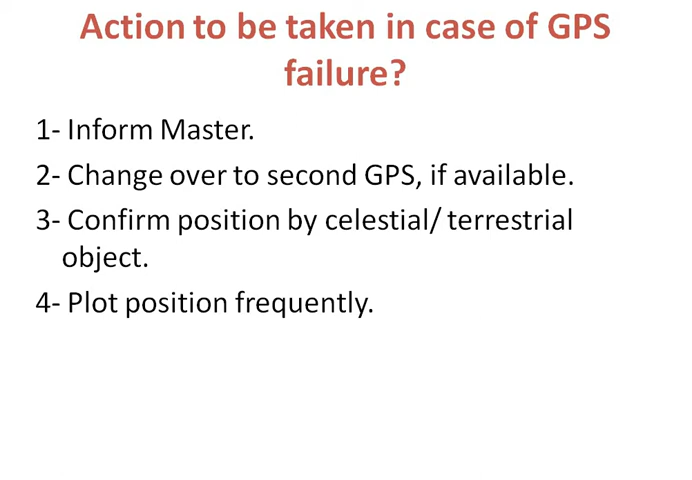 Action to be taken in case of GPS
failure?
1- Inform Master.
2- Change over to second GPS, if available.
3- Confirm position by celestial/ terrestrial
object.
4- Plot position frequently.